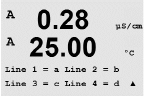 A 0.28 µS/cm
A 25.00 °C
Line 1 = a Line 2 = b
Line 3 = c Line 4 = d ▲